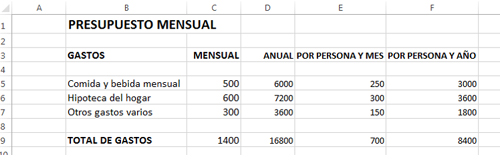 A B C D E F
1 PRESUPUESTO MENSUAL
2
3 GASTOS MENSUAL ANUAL POR PERSONA Y MES POR PERSONA Y AÑO
4
5 Comida y bebida mensual 500 6000 250 3000
6 Hipoteca del hogar 600 7200 300 3600
7 Otros gastos varios 300 3600 150 1800
8
9 TOTAL DE GASTOS 1400 16800 700 8400